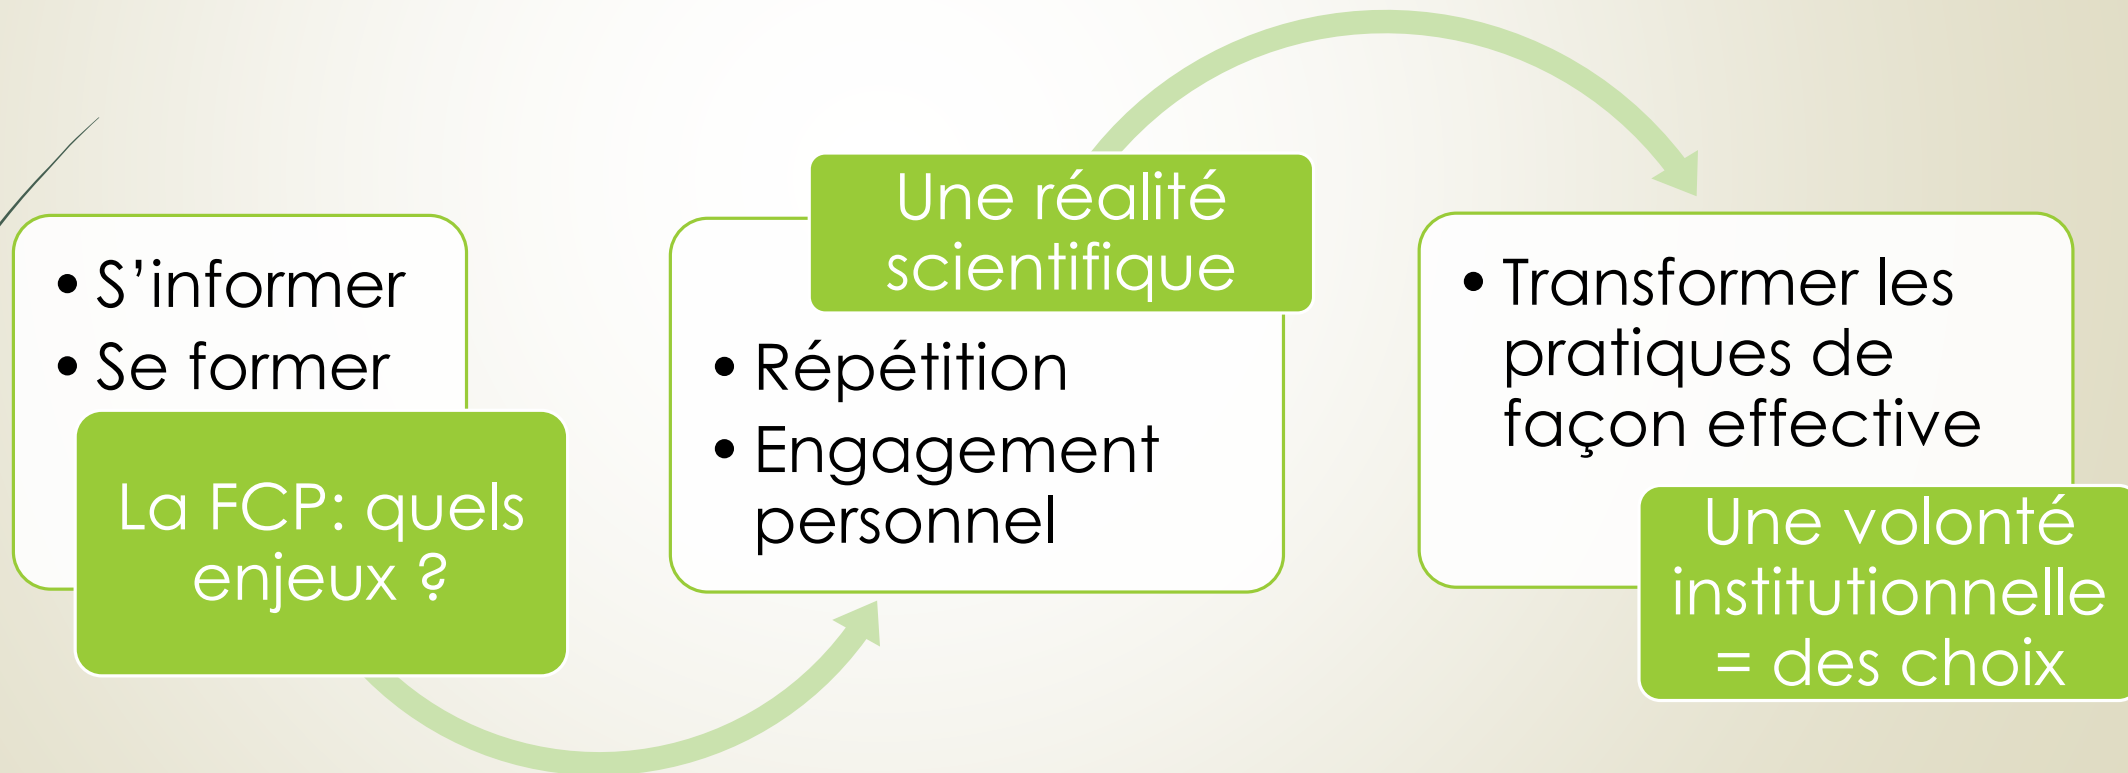 • S’informer
• Se former
La FCP: quels
enjeux ?
Une réalité
scientifique
• Répétition
• Engagement
personnel
• Transformer les
pratiques de
façon effective
Une volonté
institutionnelle
= des choix